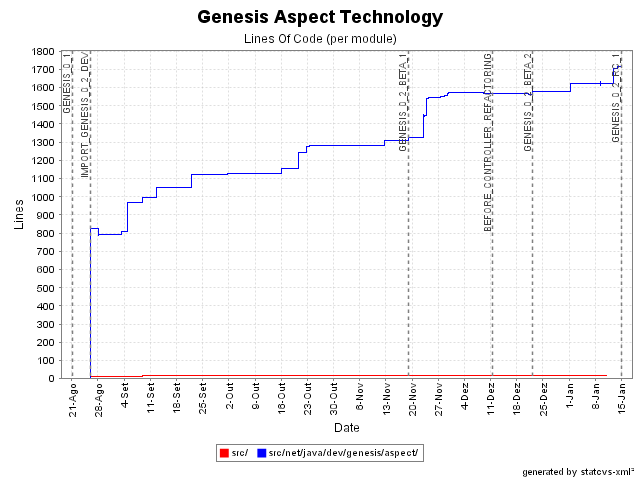 Genesis Aspect Technology
Lines Of Code (per module)
Lines
1800
1700
1600
1500
1400
1300
1200
1100
1000
900
800
700
600
500
400
300
200
100
0
GENESIS_0_1
IMPORT_GENESIS_0_2_DEV
GENESIS_0_2_BETA_1
BEFORE_CONTROLLER_REFACTORING
GENESIS_0_2_BETA_2
GENESIS_0_2_RC_1
21-Ago
28-Ago
4-Set
11-Set
18-Set
25-Set
2-Out
9-Out
16-Out
23-Out
30-Out
6-Nov
13-Nov
20-Nov
27-Nov
4-Dez
11-Dez
18-Dez
25-Dez
1-Jan
8-Jan
15-Jan
Date
src/ src/net/java/dev/genesis/aspect/
generated by statcvs-xml²